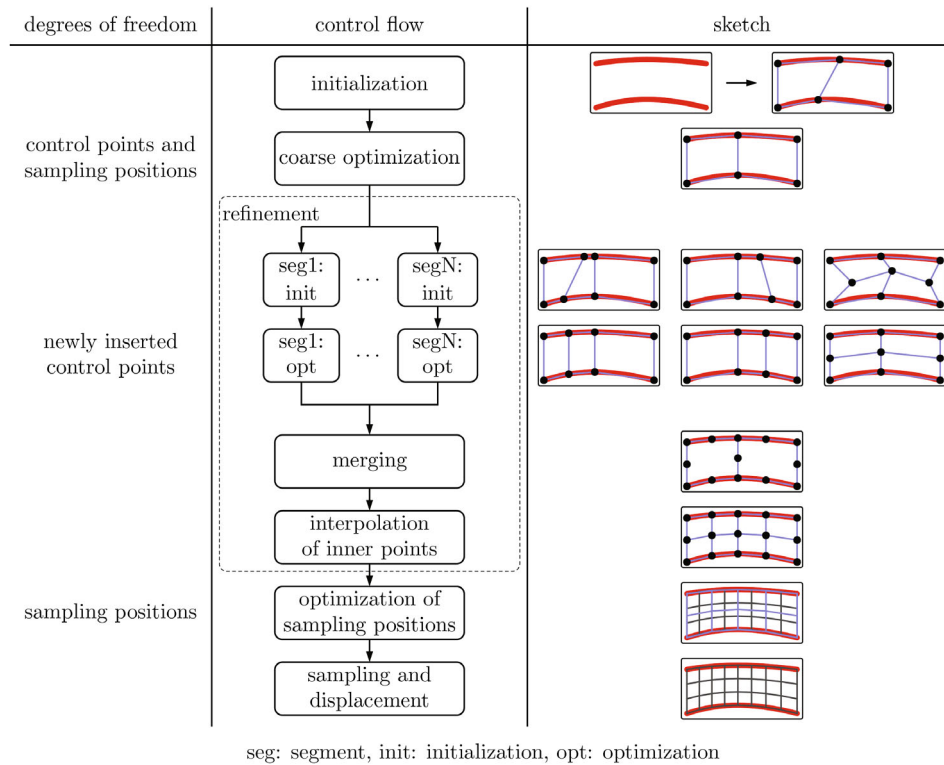 degrees of freedom
control flow
sketch
initialization
control points and
sampling positions
coarse optimization
refinement
seg1:
init
. . .
segN:
init
newly inserted
control points
seg1:
opt
. . .
segN:
opt
merging
interpolation
of inner points
sampling positions
optimization of
sampling positions
sampling and
displacement
seg: segment, init: initialization, opt: optimization